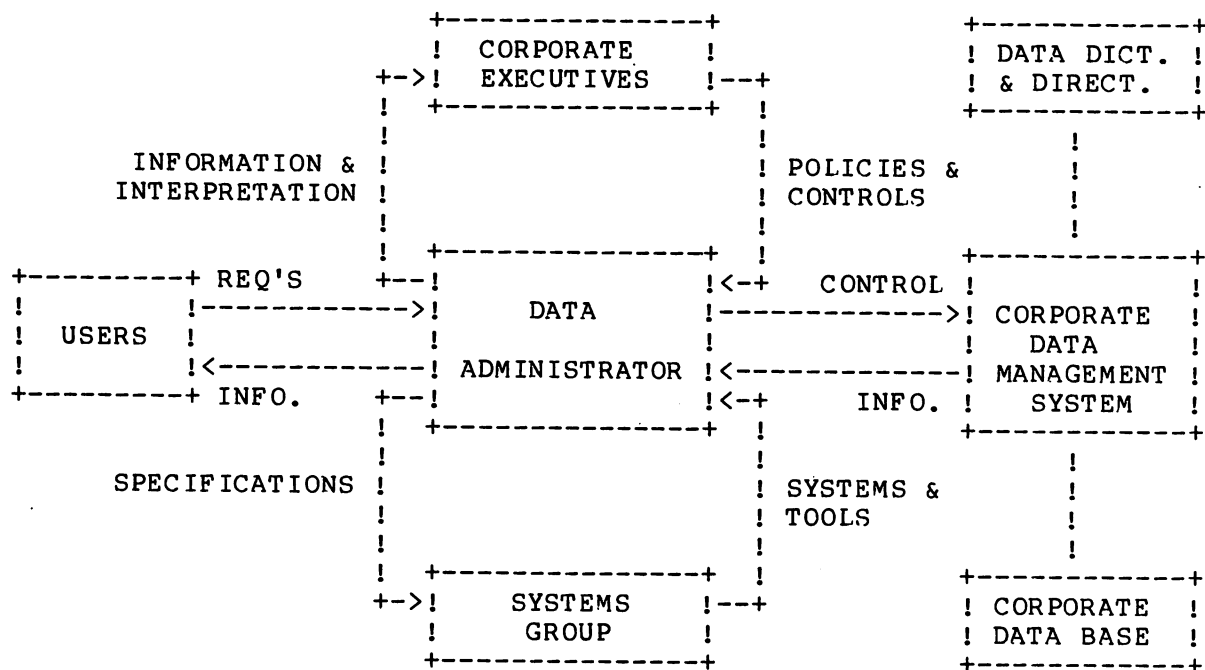 CORPORATE
EXECUTIVES
DATA DICT.
& DIRECT.
INFORMATION &
INTERPRETATION
POLICIES &
CONTROLS
USERS
REQ'S
INFO.
DATA
ADMINISTRATOR
CONTROL
INFO.
CORPORATE
DATA
MANAGEMENT
SYSTEM
SPECIFICATIONS
SYSTEMS &
TOOLS
SYSTEMS
GROUP
CORPORATE
DATA BASE